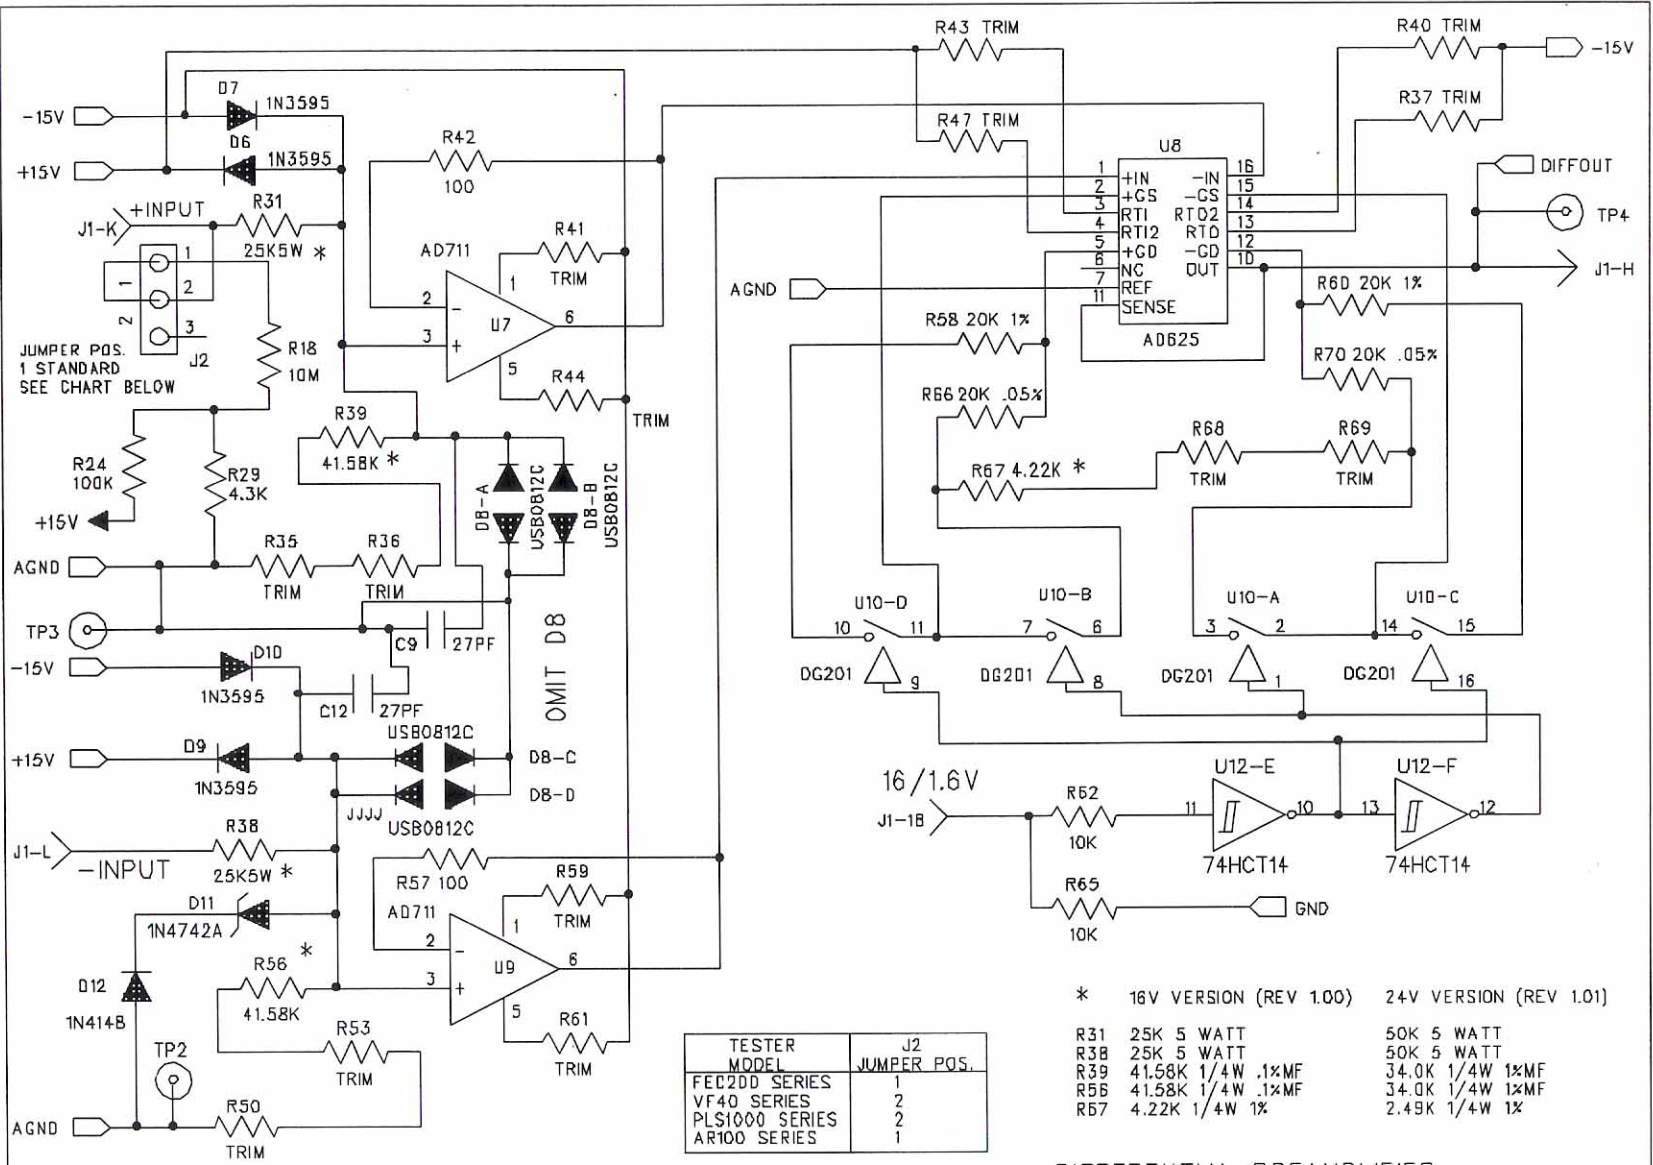 R43 TRIM
R40 TRIM
-15V
D7
1N3595
-15V
R37 TRIM
R47 TRIM
D6
1N3595
+15V
R42
100
U8
DIFFOUT
TP4
J1-H
1 +IN -IN 16
2 +GS -GS 15
3 RTI RTO2 14
4 RTI2 RTO 13
5 +GD -GD 12
6 NC OUT 10
7 REF
11 SENSE
AD625
AGND
R31
+INPUT
J1-K
25K5W *
R41
TRIM
AD711
1
2 -
U7
6
3 +
5
R44
TRIM
1
2
1
2
3
J2
JUMPER POS.
1 STANDARD
SEE CHART BELOW
R18
10M
R60 20K 1%
R58 20K 1%
R70 20K .05%
R66 20K .05%
R68
TRIM
R69
TRIM
R67 4.22K *
R39
41.58K *
R24
100K
R29
4.3K
+15V
D8-A
USB0812C
D8-B
USB0812C
AGND
R35
TRIM
R36
TRIM
TP3
C9
27PF
OMIT D8
-15V
D10
1N3595
C12
27PF
U10-D
10 11
DG201
9
U10-B
7 6
DG201
8
U10-A
3 2
DG201
1
U10-C
14 15
DG201
16
+15V
D9
1N3595
USB0812C
D8-C
D8-D
JJJJ
USB0812C
16/1.6V
J1-18
R62
10K
U12-E
11 10
74HCT14
U12-F
13 12
74HCT14
R65
10K
GND
J1-L
-INPUT
R38
25K5W *
R57 100
D11
1N4742A
AD711
R59
TRIM
1
2 -
U9
6
3 +
5
R61
TRIM
*
R56
41.58K
D12
1N4148
R53
TRIM
TP2
AGND
R50
TRIM
TESTER MODEL J2 JUMPER POS.
FEC200 SERIES 1
VF40 SERIES 2
PLS1000 SERIES 2
AR100 SERIES 1
* 16V VERSION (REV 1.00) 24V VERSION (REV 1.01)
R31 25K 5 WATT 50K 5 WATT
R38 25K 5 WATT 50K 5 WATT
R39 41.58K 1/4W .1%MF 34.0K 1/4W 1%MF
R56 41.58K 1/4W .1%MF 34.0K 1/4W 1%MF
R67 4.22K 1/4W 1% 2.49K 1/4W 1%